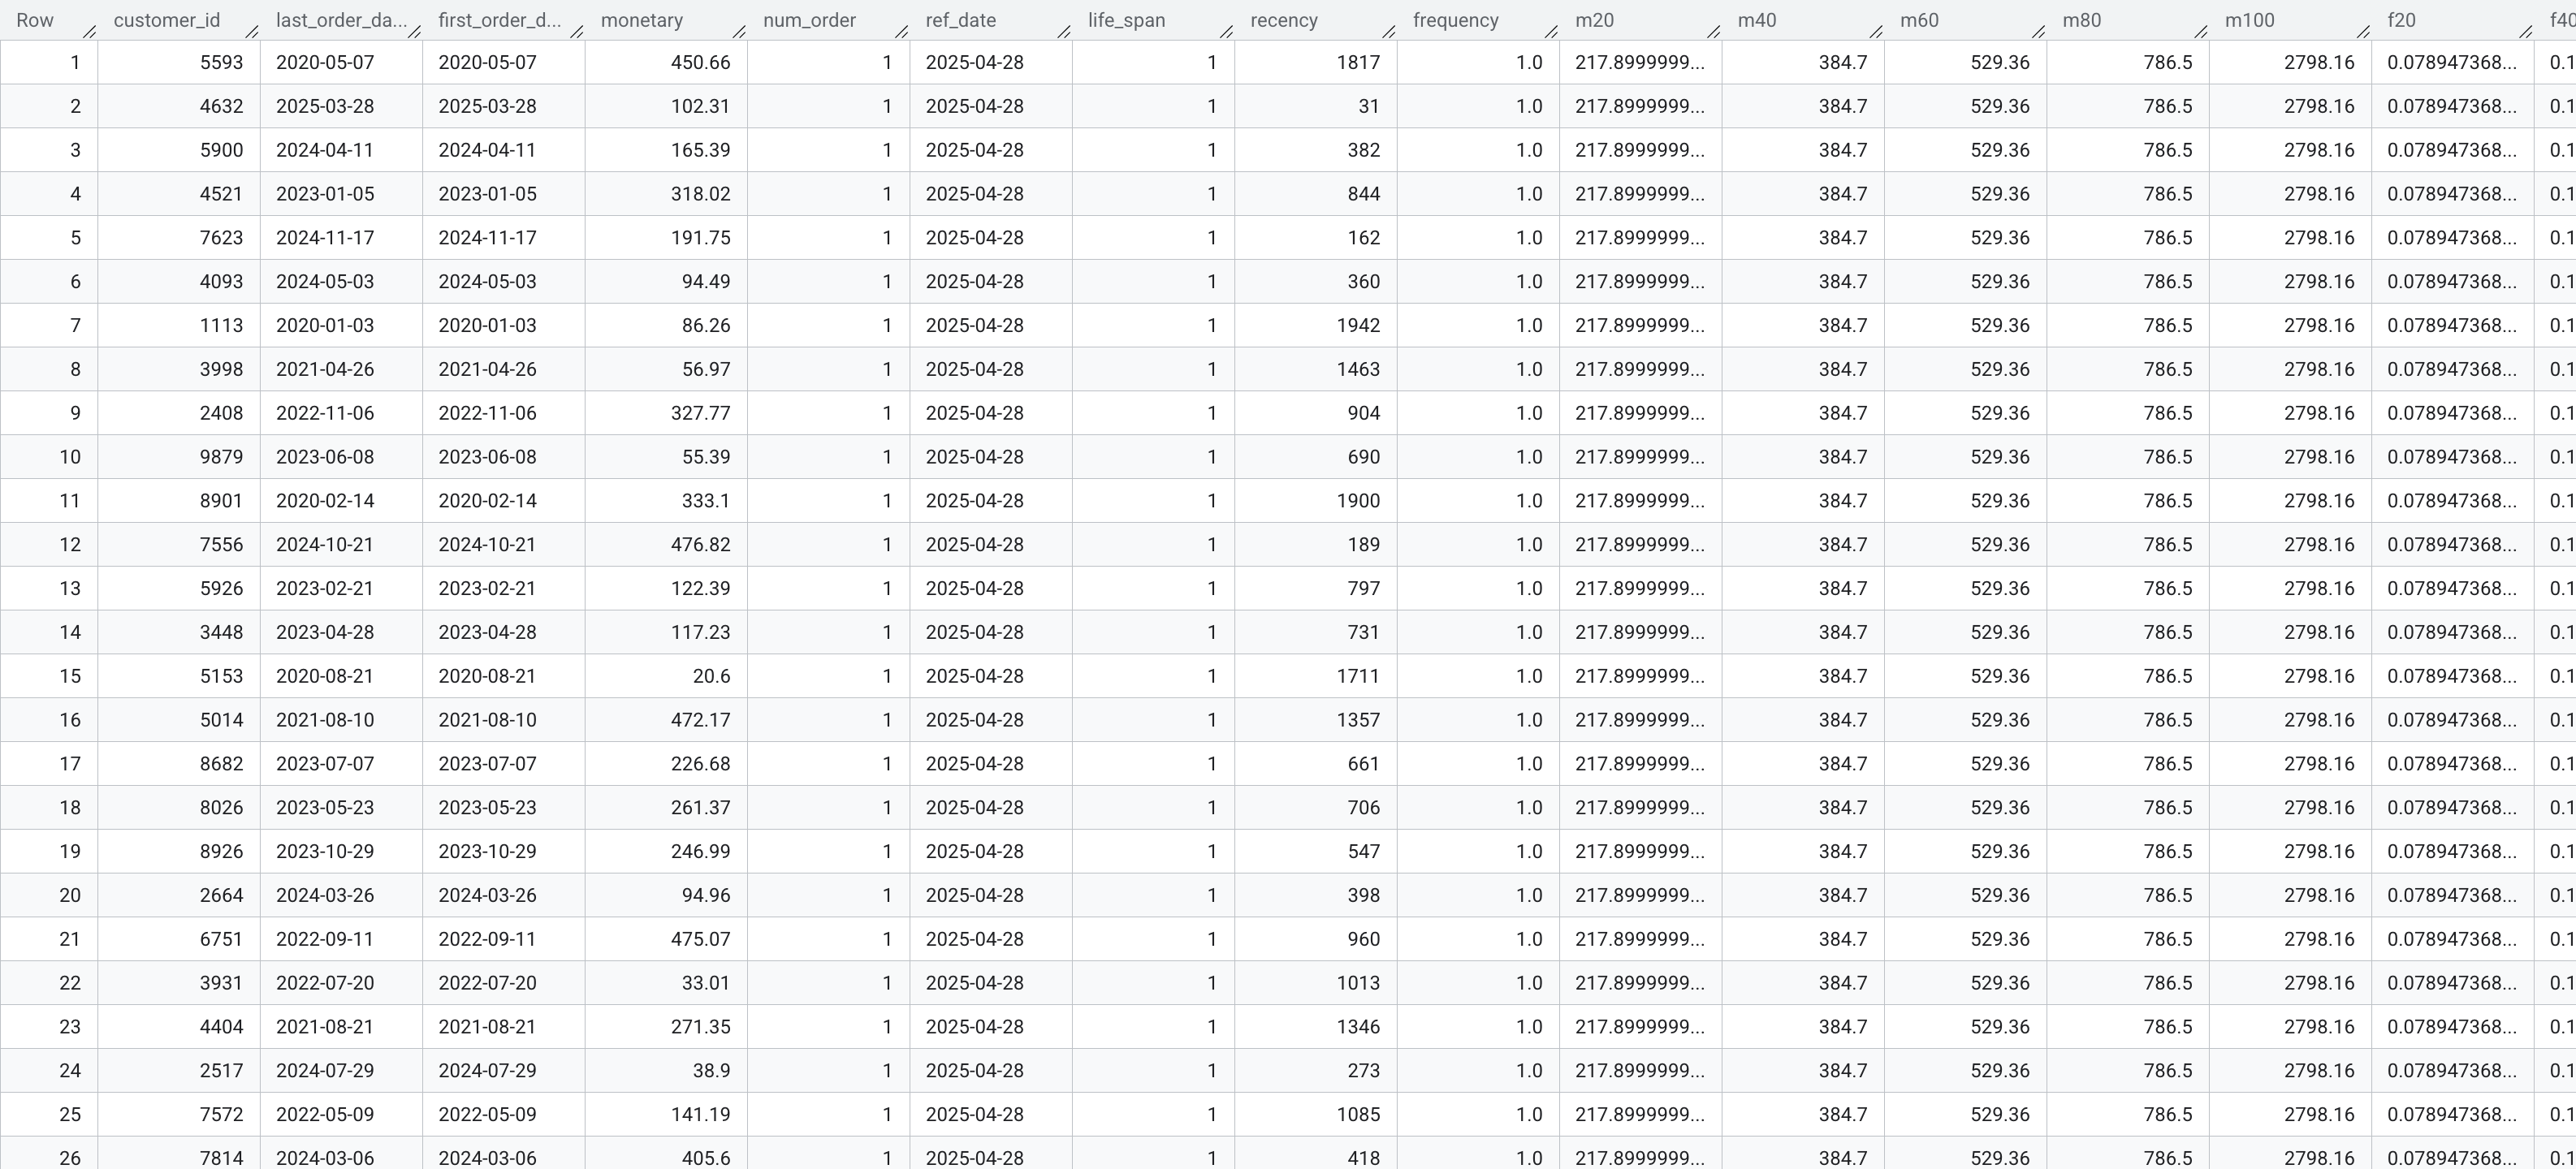 Row customer_id last_order_da... first_order_d... monetary num_order ref_date life_span recency frequency m20 m40 m60 m80 m100 f20 f40
1 5593 2020-05-07 2020-05-07 450.66 1 2025-04-28 1 1817 1.0 217.8999999... 384.7 529.36 786.5 2798.16 0.078947368... 0.1
2 4632 2025-03-28 2025-03-28 102.31 1 2025-04-28 1 31 1.0 217.8999999... 384.7 529.36 786.5 2798.16 0.078947368... 0.1
3 5900 2024-04-11 2024-04-11 165.39 1 2025-04-28 1 382 1.0 217.8999999... 384.7 529.36 786.5 2798.16 0.078947368... 0.1
4 4521 2023-01-05 2023-01-05 318.02 1 2025-04-28 1 844 1.0 217.8999999... 384.7 529.36 786.5 2798.16 0.078947368... 0.1
5 7623 2024-11-17 2024-11-17 191.75 1 2025-04-28 1 162 1.0 217.8999999... 384.7 529.36 786.5 2798.16 0.078947368... 0.1
6 4093 2024-05-03 2024-05-03 94.49 1 2025-04-28 1 360 1.0 217.8999999... 384.7 529.36 786.5 2798.16 0.078947368... 0.1
7 1113 2020-01-03 2020-01-03 86.26 1 2025-04-28 1 1942 1.0 217.8999999... 384.7 529.36 786.5 2798.16 0.078947368... 0.1
8 3998 2021-04-26 2021-04-26 56.97 1 2025-04-28 1 1463 1.0 217.8999999... 384.7 529.36 786.5 2798.16 0.078947368... 0.1
9 2408 2022-11-06 2022-11-06 327.77 1 2025-04-28 1 904 1.0 217.8999999... 384.7 529.36 786.5 2798.16 0.078947368... 0.1
10 9879 2023-06-08 2023-06-08 55.39 1 2025-04-28 1 690 1.0 217.8999999... 384.7 529.36 786.5 2798.16 0.078947368... 0.1
11 8901 2020-02-14 2020-02-14 333.1 1 2025-04-28 1 1900 1.0 217.8999999... 384.7 529.36 786.5 2798.16 0.078947368... 0.1
12 7556 2024-10-21 2024-10-21 476.82 1 2025-04-28 1 189 1.0 217.8999999... 384.7 529.36 786.5 2798.16 0.078947368... 0.1
13 5926 2023-02-21 2023-02-21 122.39 1 2025-04-28 1 797 1.0 217.8999999... 384.7 529.36 786.5 2798.16 0.078947368... 0.1
14 3448 2023-04-28 2023-04-28 117.23 1 2025-04-28 1 731 1.0 217.8999999... 384.7 529.36 786.5 2798.16 0.078947368... 0.1
15 5153 2020-08-21 2020-08-21 20.6 1 2025-04-28 1 1711 1.0 217.8999999... 384.7 529.36 786.5 2798.16 0.078947368... 0.1
16 5014 2021-08-10 2021-08-10 472.17 1 2025-04-28 1 1357 1.0 217.8999999... 384.7 529.36 786.5 2798.16 0.078947368... 0.1
17 8682 2023-07-07 2023-07-07 226.68 1 2025-04-28 1 661 1.0 217.8999999... 384.7 529.36 786.5 2798.16 0.078947368... 0.1
18 8026 2023-05-23 2023-05-23 261.37 1 2025-04-28 1 706 1.0 217.8999999... 384.7 529.36 786.5 2798.16 0.078947368... 0.1
19 8926 2023-10-29 2023-10-29 246.99 1 2025-04-28 1 547 1.0 217.8999999... 384.7 529.36 786.5 2798.16 0.078947368... 0.1
20 2664 2024-03-26 2024-03-26 94.96 1 2025-04-28 1 398 1.0 217.8999999... 384.7 529.36 786.5 2798.16 0.078947368... 0.1
21 6751 2022-09-11 2022-09-11 475.07 1 2025-04-28 1 960 1.0 217.8999999... 384.7 529.36 786.5 2798.16 0.078947368... 0.1
22 3931 2022-07-20 2022-07-20 33.01 1 2025-04-28 1 1013 1.0 217.8999999... 384.7 529.36 786.5 2798.16 0.078947368... 0.1
23 4404 2021-08-21 2021-08-21 271.35 1 2025-04-28 1 1346 1.0 217.8999999... 384.7 529.36 786.5 2798.16 0.078947368... 0.1
24 2517 2024-07-29 2024-07-29 38.9 1 2025-04-28 1 273 1.0 217.8999999... 384.7 529.36 786.5 2798.16 0.078947368... 0.1
25 7572 2022-05-09 2022-05-09 141.19 1 2025-04-28 1 1085 1.0 217.8999999... 384.7 529.36 786.5 2798.16 0.078947368... 0.1
26 7814 2024-03-06 2024-03-06 405.6 1 2025-04-28 1 418 1.0 217.8999999... 384.7 529.36 786.5 2798.16 0.078947368... 0.1